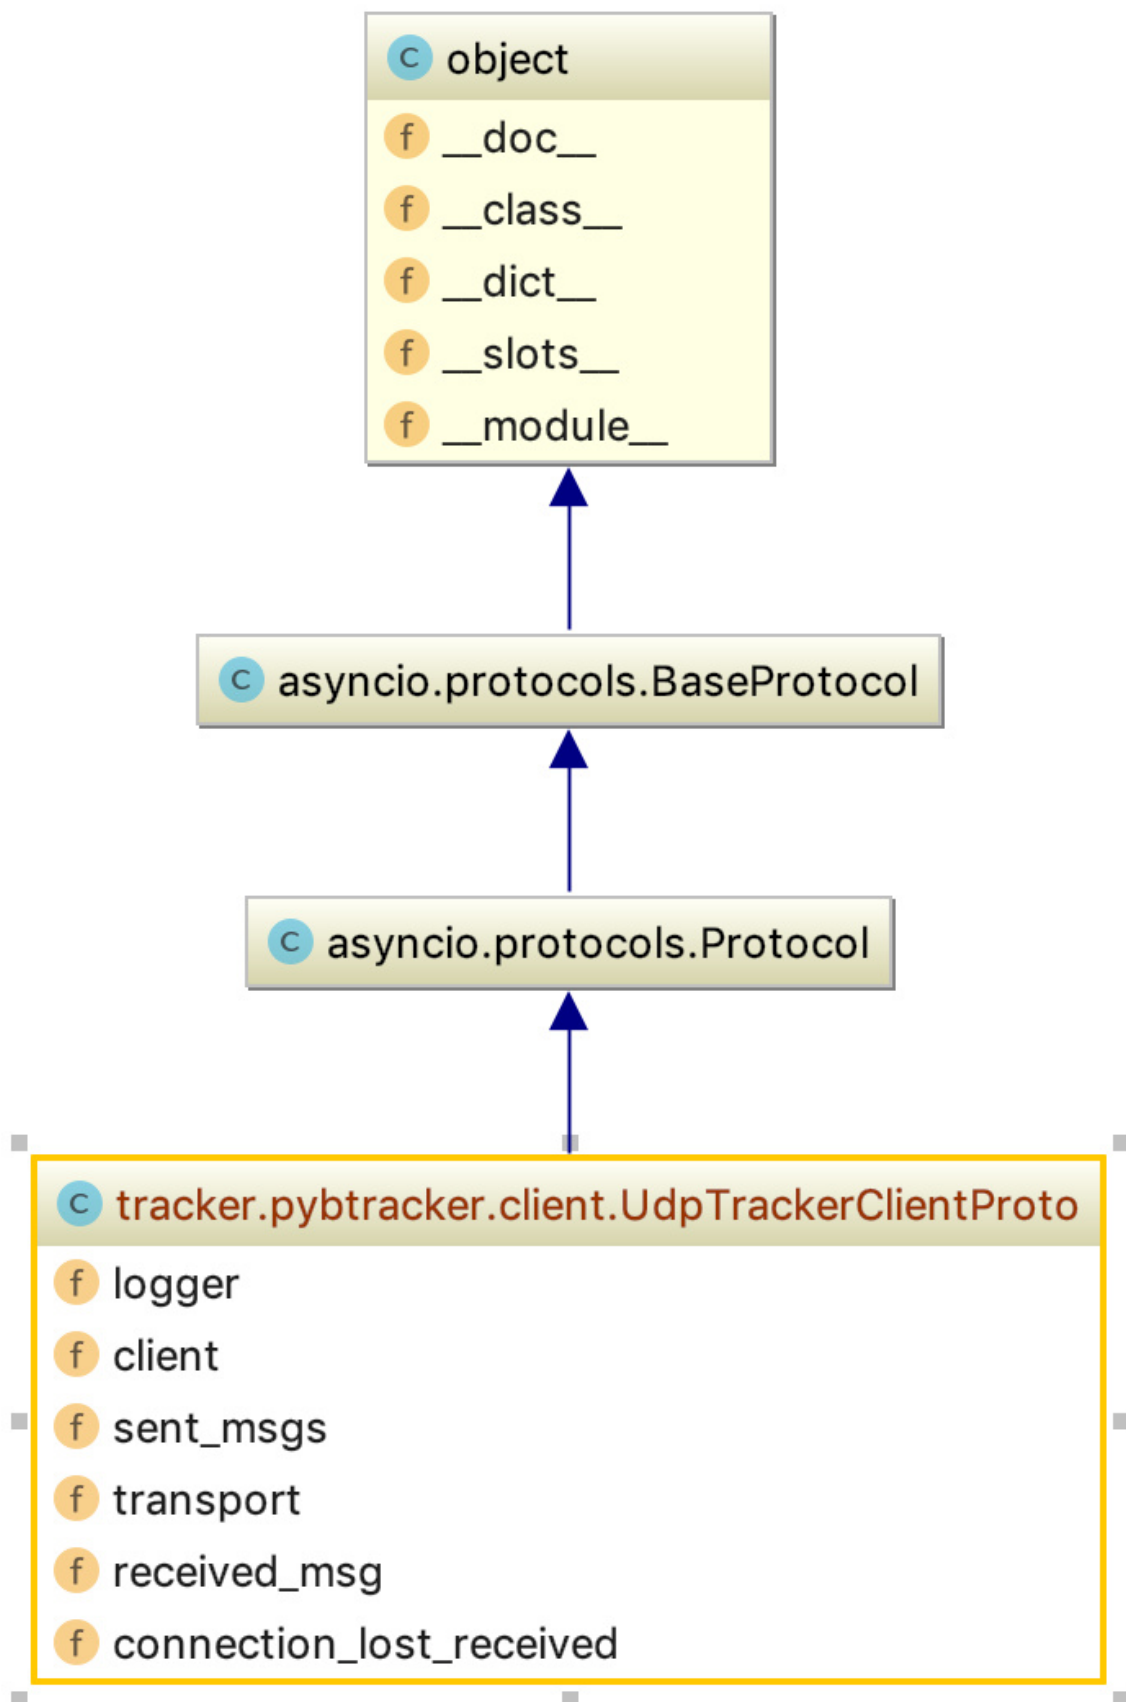 C object
f __doc__
f __class__
f __dict__
f __slots__
f __module__
C asyncio.protocols.BaseProtocol
C asyncio.protocols.Protocol
C tracker.pybtracker.client.UdpTrackerClientProto
f logger
f client
f sent_msgs
f transport
f received_msg
f connection_lost_received